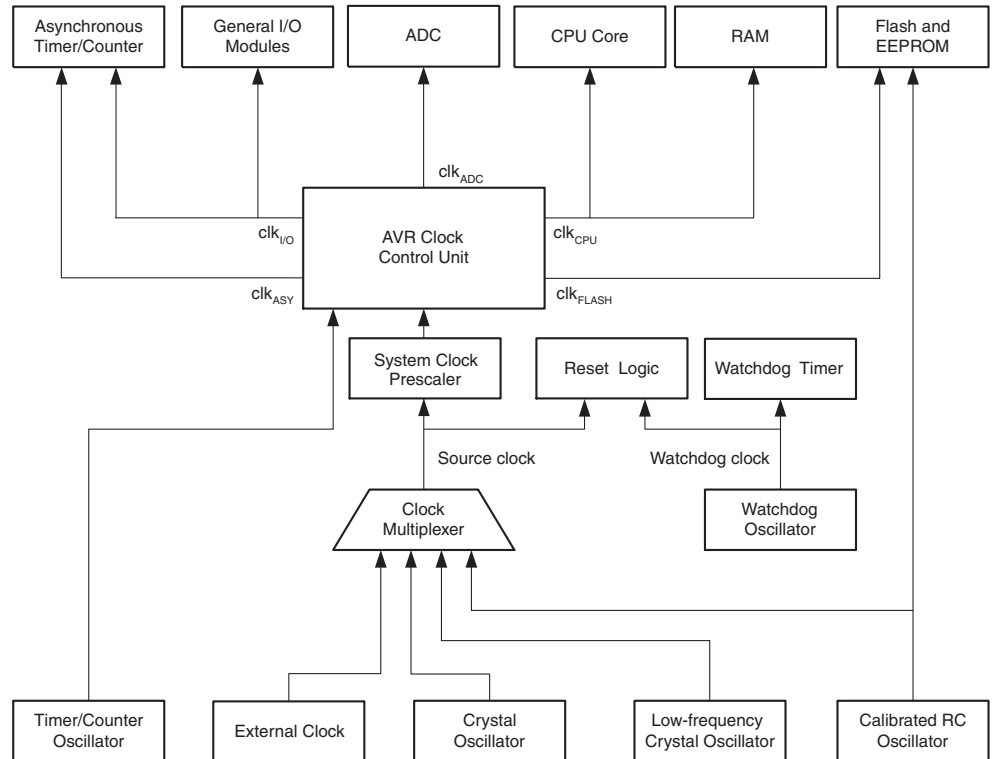 Asynchronous
Timer/Counter
General I/O
Modules
ADC
CPU Core
RAM
Flash and
EEPROM
clkADC
clkI/O
AVR Clock
Control Unit
clkCPU
clkASY
clkFLASH
System Clock
Prescaler
Reset Logic
Watchdog Timer
Source clock
Watchdog clock
Clock
Multiplexer
Watchdog
Oscillator
Timer/Counter
Oscillator
External Clock
Crystal
Oscillator
Low-frequency
Crystal Oscillator
Calibrated RC
Oscillator